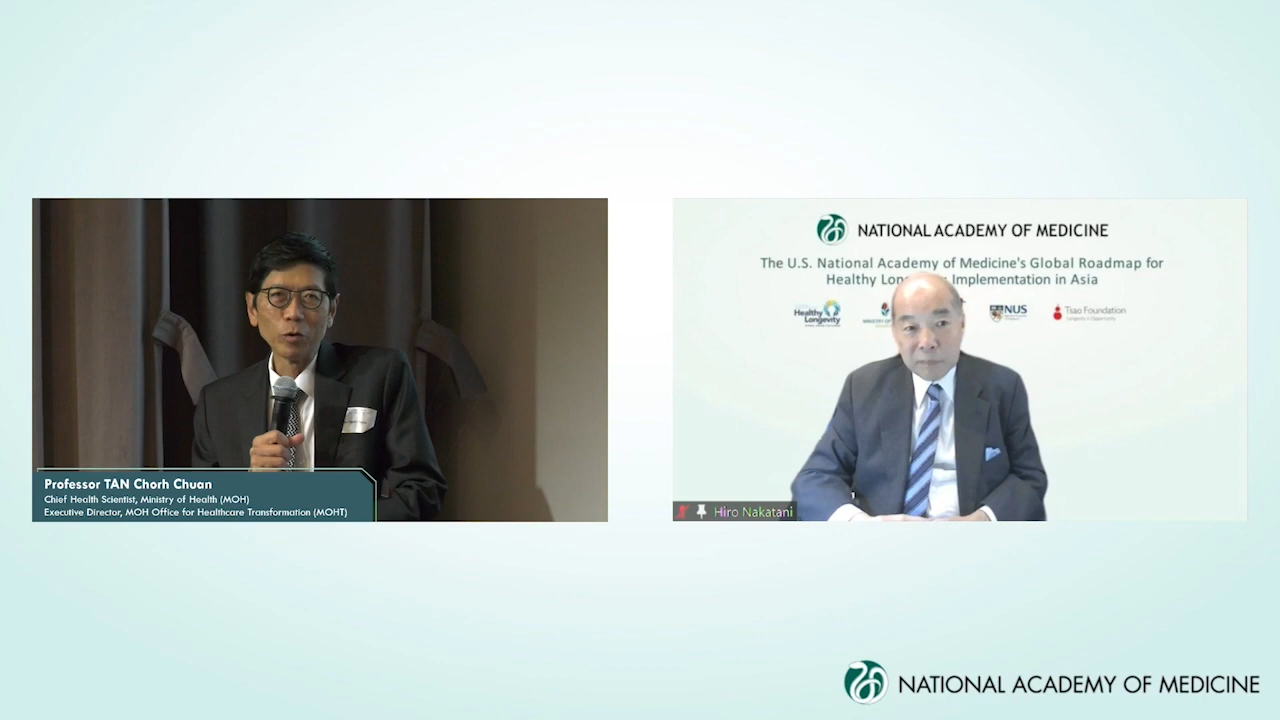 NATIONAL ACADEMY OF MEDICINE
The U.S. National Academy of Medicine's Global Roadmap for
Healthy Implementation in Asia
Healthy
Longevity
MINISTRY OF
NUS
Tsao Foundation
Professor TAN Chorh Chuan
Chief Health Scientist, Ministry of Health (MOH)
Executive Director, MOH Office for Healthcare Transformation (MOHT)
Hiro Nakatani
NATIONAL ACADEMY OF MEDICINE